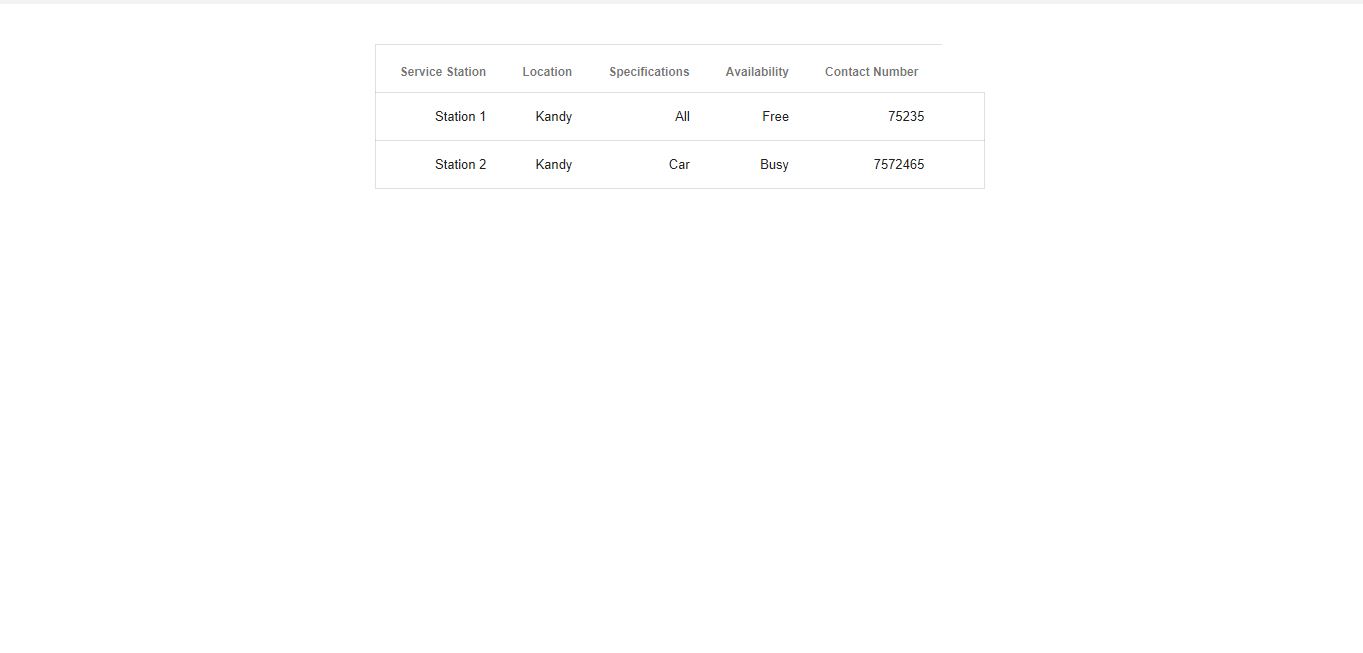 Service Station Location Specifications Availability Contact Number
Station 1 Kandy All Free 75235
Station 2 Kandy Car Busy 7572465